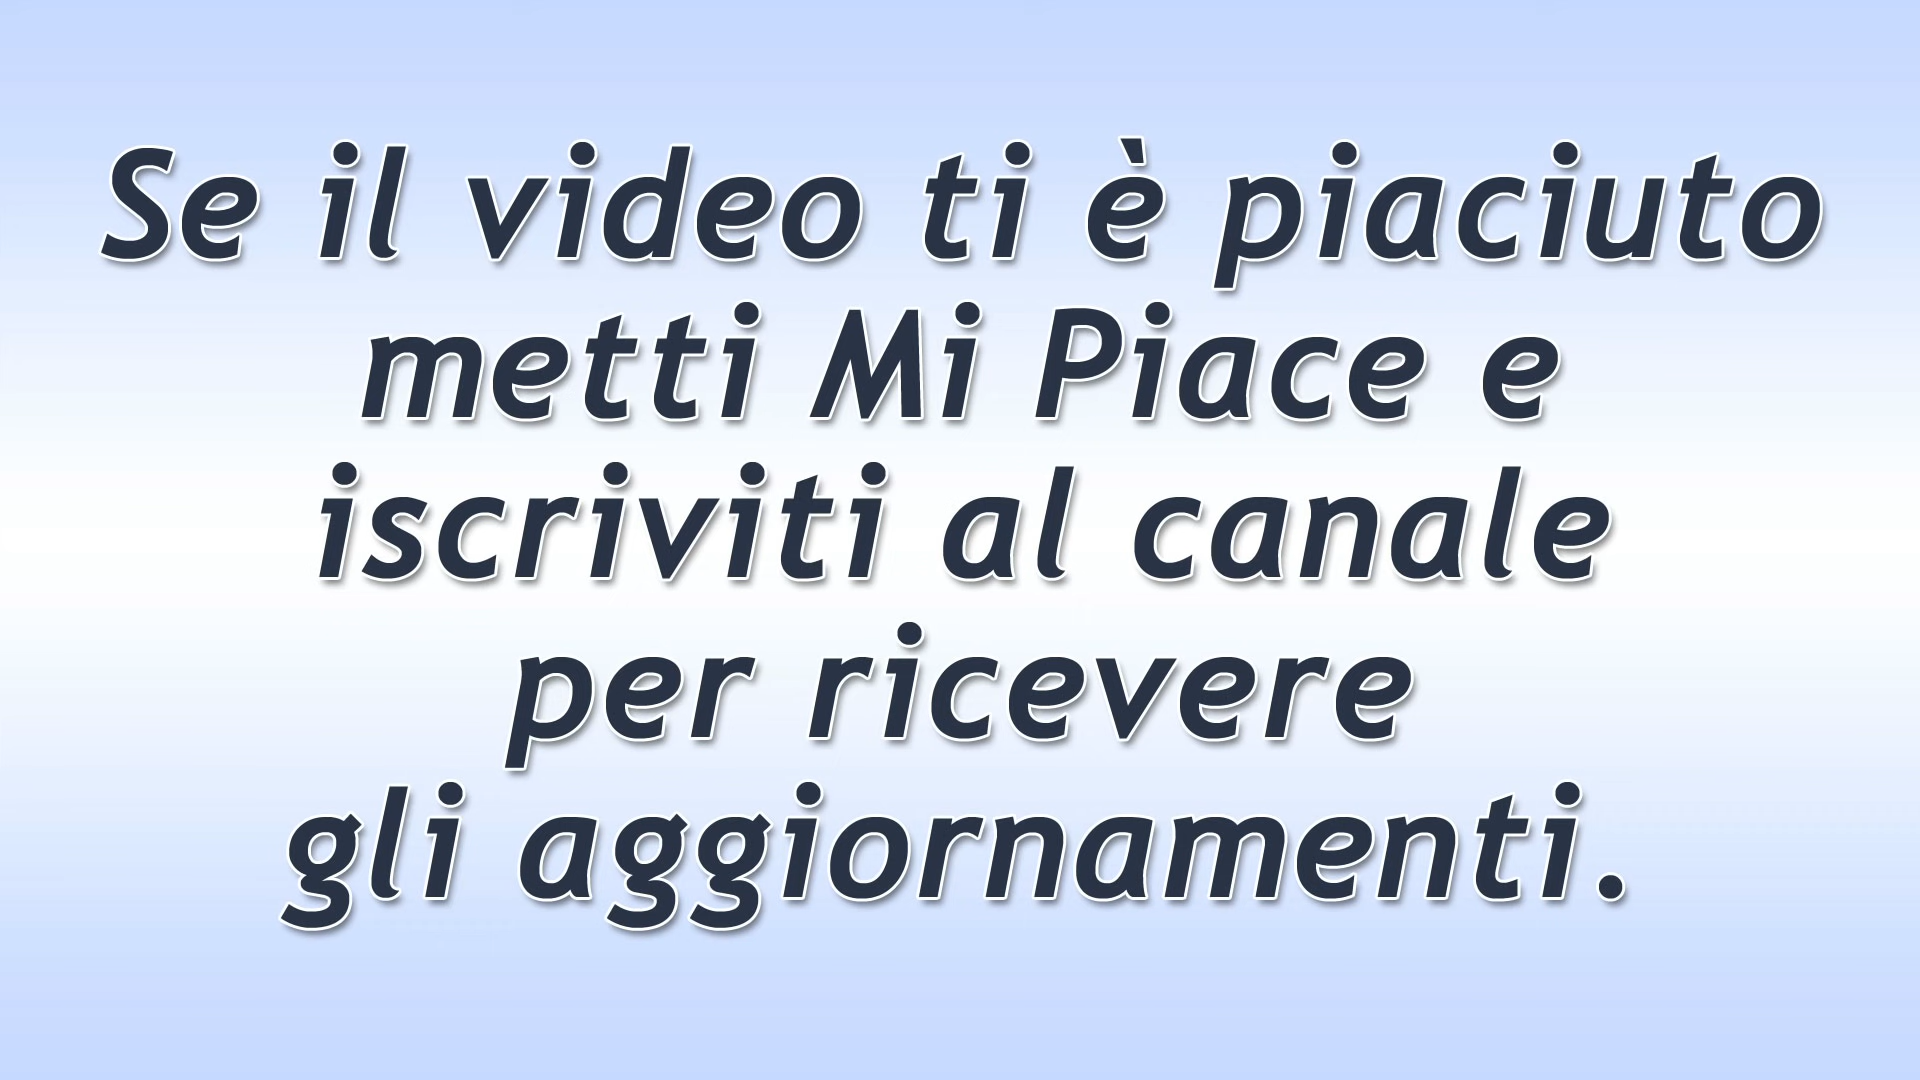 Se il video ti è piaciuto
metti Mi Piace e
iscriviti al canale
per ricevere
gli aggiornamenti.